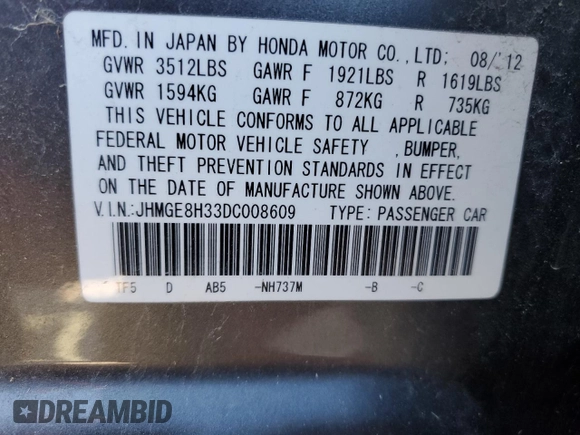 MFD. IN JAPAN BY HONDA MOTOR CO.,LTD; 08/'12
GVWR 3512LBS GAWR F 1921LBS R 1619LBS
GVWR 1594KG GAWR F 872KG R 735KG
THIS VEHICLE CONFORMS TO ALL APPLICABLE
FEDERAL MOTOR VEHICLE SAFETY ,BUMPER,
AND THEFT PREVENTION STANDARDS IN EFFECT
ON THE DATE OF MANUFACTURE SHOWN ABOVE.
V.I.N:JHMGE8H33DC008609 TYPE: PASSENGER CAR
TF5 D AB5 -NH737M -B -C
DREAMBID